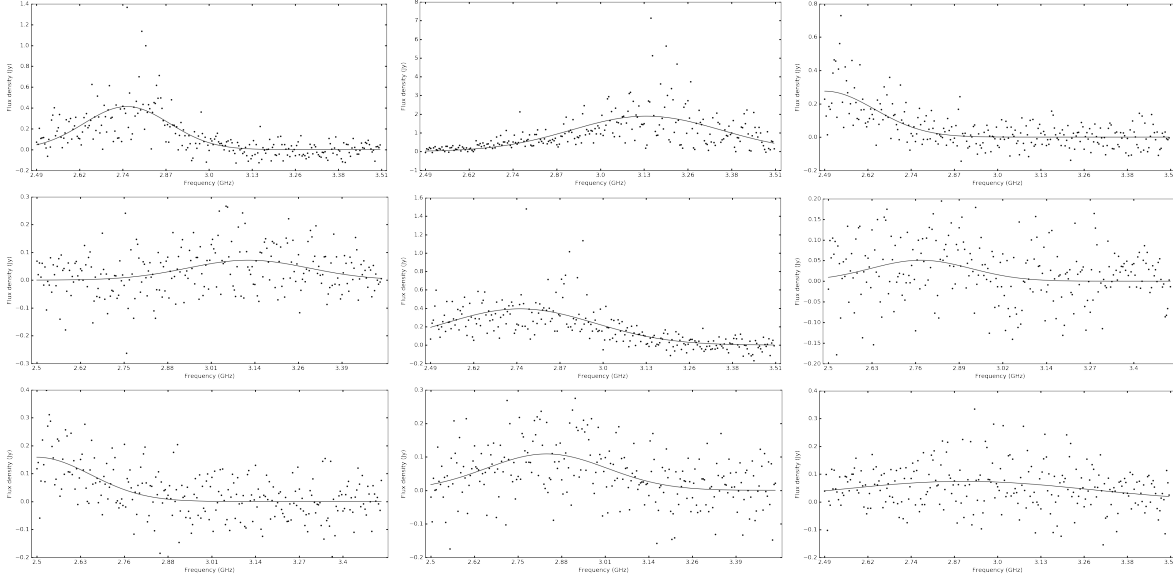 1.4
1.2
1.0
0.8
0.6
0.4
0.2
0.0
−0.2
Flux density (Jy)
2.49 2.62 2.74 2.87 3.0 3.14 3.23 3.38 3.51
Frequency (GHz)
8
7
6
5
4
3
2
1
0
−1
Flux density (Jy)
2.49 2.62 2.74 2.88 3.01 3.14 3.26 3.38 3.51
Frequency (GHz)
0.8
0.6
0.4
0.2
0.0
0.2
Flux density (Jy)
2.49 2.62 2.74 2.87 3.0 3.13 3.26 3.38 3.5
Frequency (GHz)
0.3
0.2
0.1
0.0
−0.1
−0.2
−0.3
Flux density (Jy)
2.5 2.63 2.75 2.88 3.01 3.14 3.26 3.39
Frequency (GHz)
1.6
1.4
1.2
1.0
0.8
0.6
0.4
0.2
0.0
−0.2
Flux density (Jy)
2.49 2.62 2.74 2.87 3.0 3.13 3.26 3.38 3.51
Frequency (GHz)
0.20
0.15
0.10
0.05
0.00
−0.05
−0.10
−0.15
−0.20
Flux density (Jy)
2.5 2.63 2.76 2.89 3.02 3.14 3.27 3.4
Frequency (GHz)
0.4
0.3
0.2
0.1
0.0
−0.1
−0.2
Flux density (Jy)
2.5 2.63 2.76 2.88 3.01 3.14 3.27 3.4
Frequency (GHz)
0.3
0.2
0.1
0.0
0.1
−0.2
Flux density (Jy)
2.5 2.63 2.75 2.88 3.01 3.14 3.26 3.39
Frequency (GHz)
0.4
0.3
0.2
0.1
0.0
−0.1
−0.2
Flux density (Jy)
2.49 2.62 2.74 2.87 3.0 3.13 3.25 3.38 3.5
Frequency (GHz)